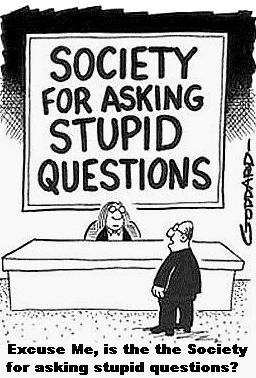 SOCIETY
FOR ASKING
STUPID
QUESTIONS
GODDARD
Excuse Me, is the the Society
for asking stupid questions?